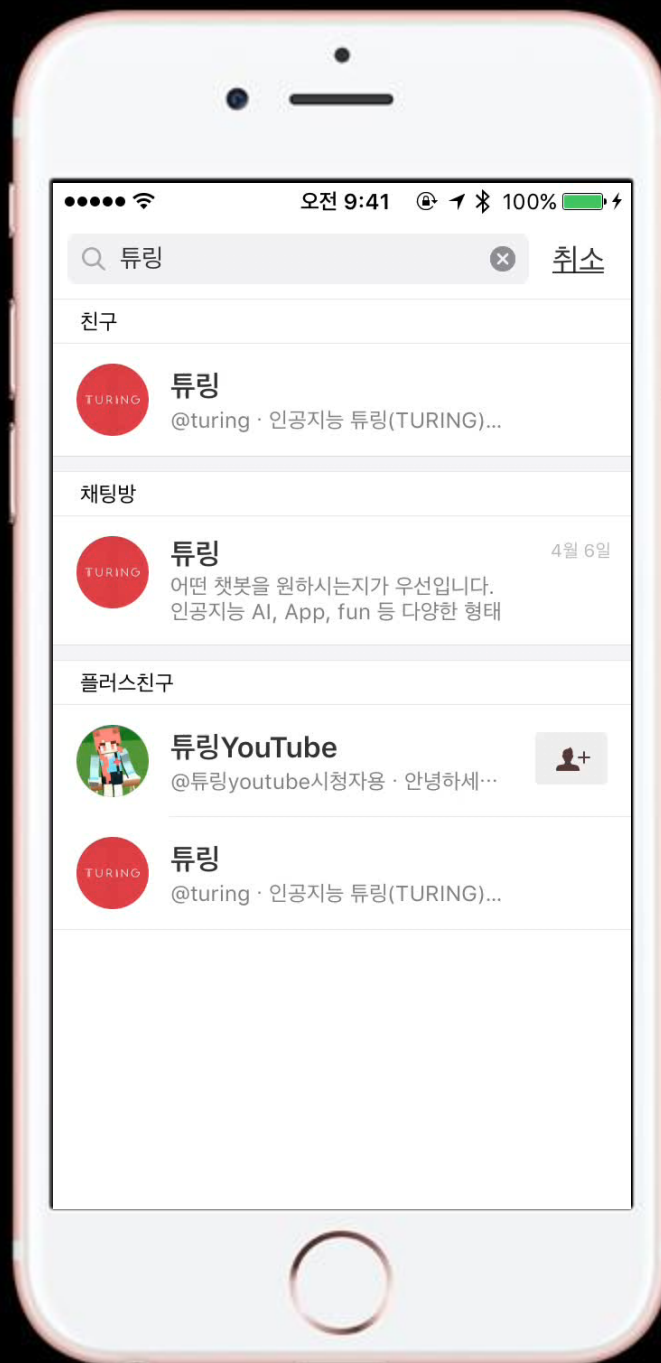 오전 9:41 100%
튜링 취소
친구
TURING
튜링
@turing · 인공지능 튜링(TURING)...
채팅방
TURING
튜링 4월 6일
어떤 챗봇을 원하시는지가 우선입니다.
인공지능 AI, App, fun 등 다양한 형태
플러스친구
튜링YouTube
@튜링youtube시청자용 · 안녕하세...
TURING
튜링
@turing · 인공지능 튜링(TURING)...